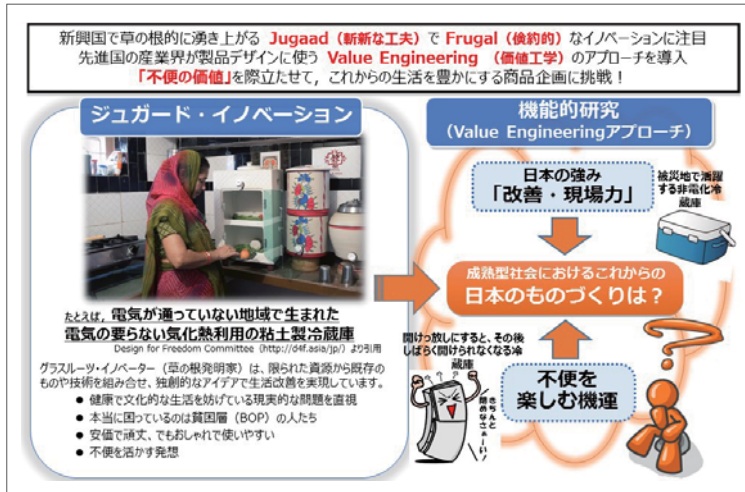 新興国で草の根的に湧き上がる Jugaad（斬新な工夫）で Frugal（倹約的）なイノベーションに注目
先進国の産業界が製品デザインに使う Value Engineering （価値工学）のアプローチを導入
「不便の価値」を際立たせて，これからの生活を豊かにする商品企画に挑戦！
ジュガード・イノベーション
たとえば，電気が通っていない地域で生まれた
電気の要らない気化熱利用の粘土製冷蔵庫
Design for Freedom Committee（http://d4f.asia/jp/）より引用
グラスルーツ・イノベーター（草の根発明家）は、限られた資源から既存の
ものや技術を組み合せ、独創的なアイデアで生活改善を実現しています。
● 健康で文化的な生活を妨げている現実的な問題を直視
● 本当に困っているのは貧困層（BOP）の人たち
● 安価で頑丈、でもおしゃれで使いやすい
● 不便を活かす発想
機能的研究
（Value Engineeringアプローチ）
日本の強み
「改善・現場力」
被災地で活躍
する非電化冷
蔵庫
成熟型社会におけるこれからの
日本のものづくりは？
開けっ放しにすると、その後
しばらく開けられなくなる冷
蔵庫
きちんと
閉めなさぁーい！
不便を
楽しむ機運